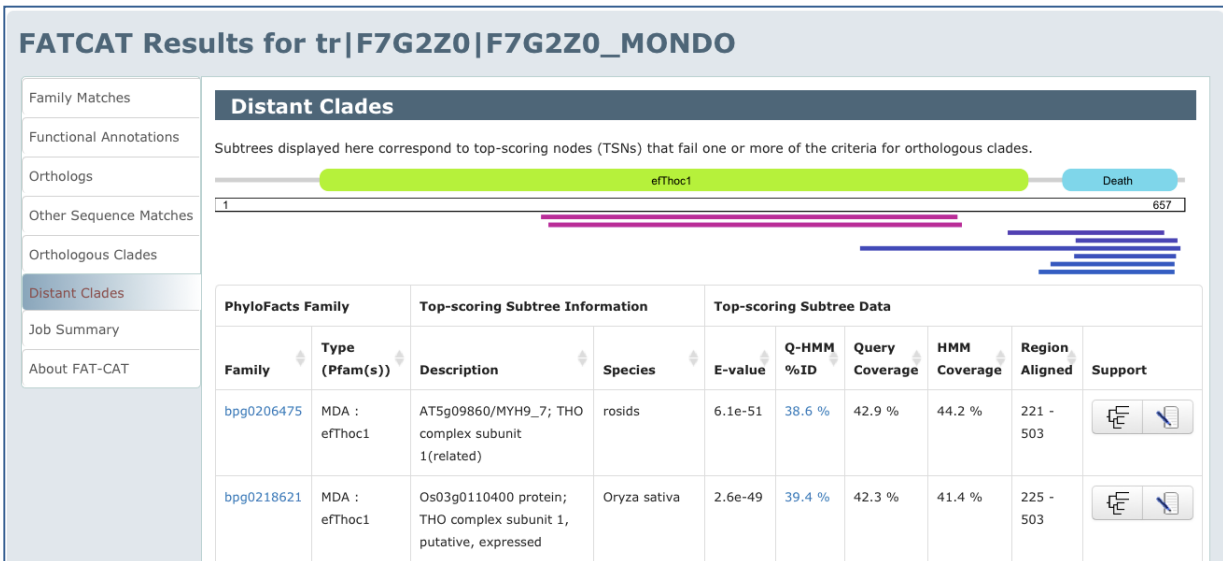 FATCAT Results for tr|F7G2Z0|F7G2Z0_MONDO
Family Matches
Functional Annotations
Orthologs
Other Sequence Matches
Orthologous Clades
Distant Clades
Job Summary
About FAT-CAT
Distant Clades
Subtrees displayed here correspond to top-scoring nodes (TSNs) that fail one or more of the criteria for orthologous clades.
efThoc1 Death
1 657
PhyloFacts Family Top-scoring Subtree Information Top-scoring Subtree Data
Type Q-HMM Query HMM Region
Family (Pfam(s)) Description Species E-value %ID Coverage Coverage Aligned Support
bpg0206475 MDA : AT5g09860/MYH9_7; THO rosids 6.1e-51 38.6 % 42.9 % 44.2 % 221 -
efThoc1 complex subunit 503
1(related)
bpg0218621 MDA : Os03g0110400 protein; Oryza sativa 2.6e-49 39.4 % 42.3 % 41.4 % 225 -
efThoc1 THO complex subunit 1, 503
putative, expressed